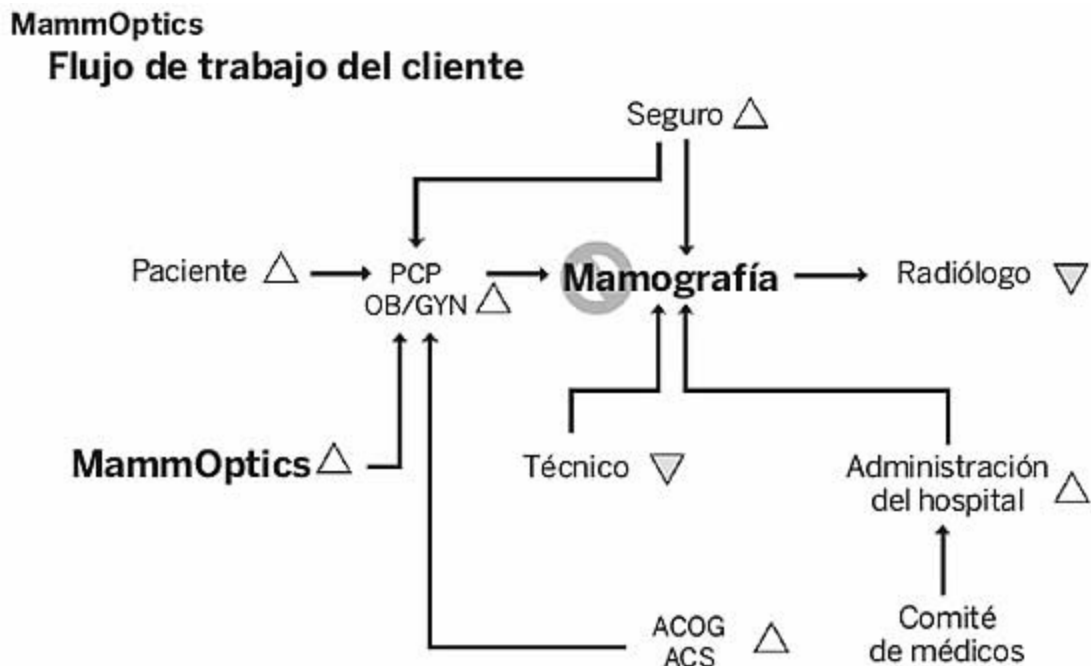 MammOptics
Flujo de trabajo del cliente
Seguro
Paciente
PCP
OB/GYN
Mamografía
Radiólogo
MammOptics
Técnico
Administración
del hospital
ACOG
ACS
Comité
de médicos